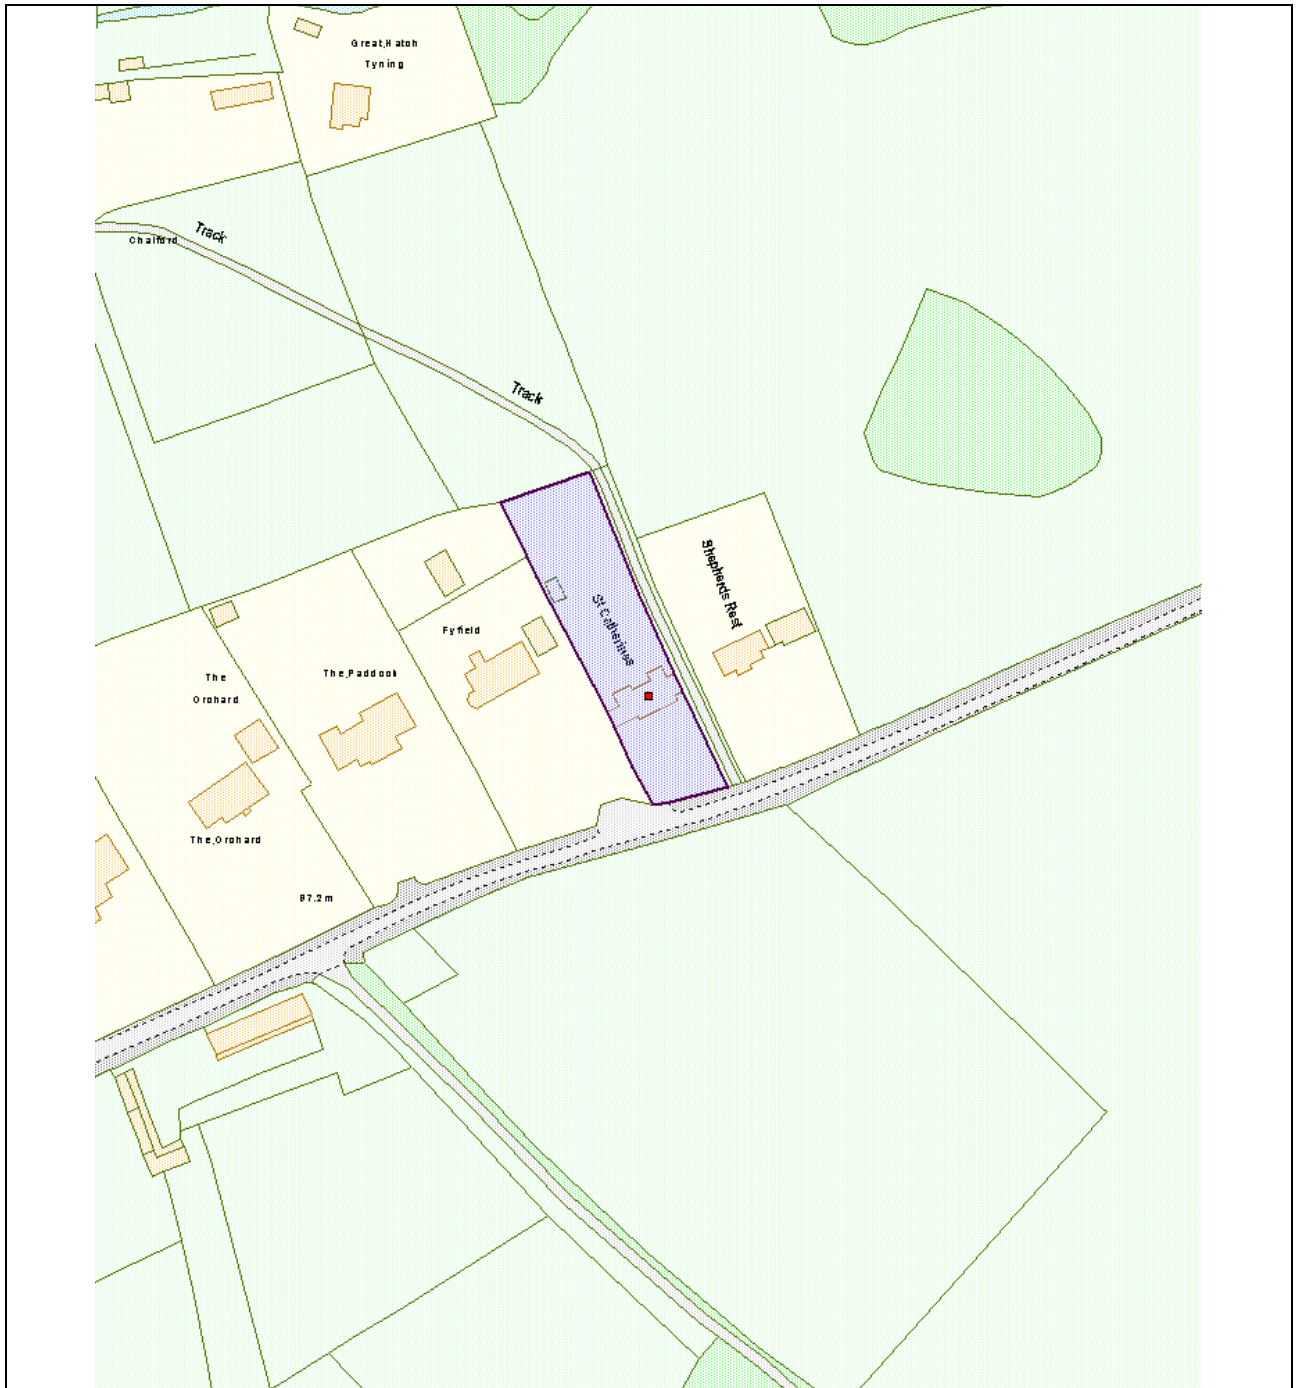 Great Hatch
Tyning
Track
Chalford
Track
Shepherds Rest
St Catherines
Fyfield
The Paddock
The
Orchard
The Orchard
97.2m